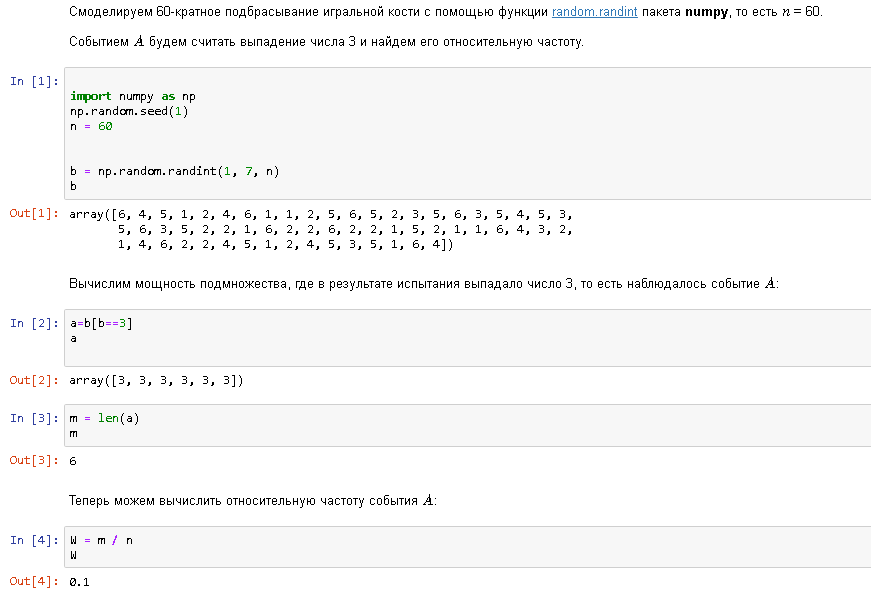 Смоделируем 60-кратное подбрасывание игральной кости с помощью функции random.randint пакета numpy, то есть n = 60.
Событием A будем считать выпадение числа 3 и найдем его относительную частоту.
In [1]:
import numpy as np
np.random.seed(1)
n = 60
b = np.random.randint(1, 7, n)
b
Out[1]: array([6, 4, 5, 1, 2, 4, 6, 1, 1, 2, 5, 6, 5, 2, 3, 5, 6, 3, 5, 4, 5, 3,
5, 6, 3, 5, 2, 2, 1, 6, 2, 2, 6, 2, 2, 1, 5, 2, 1, 1, 6, 4, 3, 2,
1, 4, 6, 2, 2, 4, 5, 1, 2, 4, 5, 3, 5, 1, 6, 4])
Вычислим мощность подмножества, где в результате испытания выпадало число 3, то есть наблюдалось событие A:
In [2]: a=b[b==3]
a
Out[2]: array([3, 3, 3, 3, 3, 3])
In [3]: m = len(a)
m
Out[3]: 6
Теперь можем вычислить относительную частоту события A:
In [4]: W = m / n
W
Out[4]: 0.1